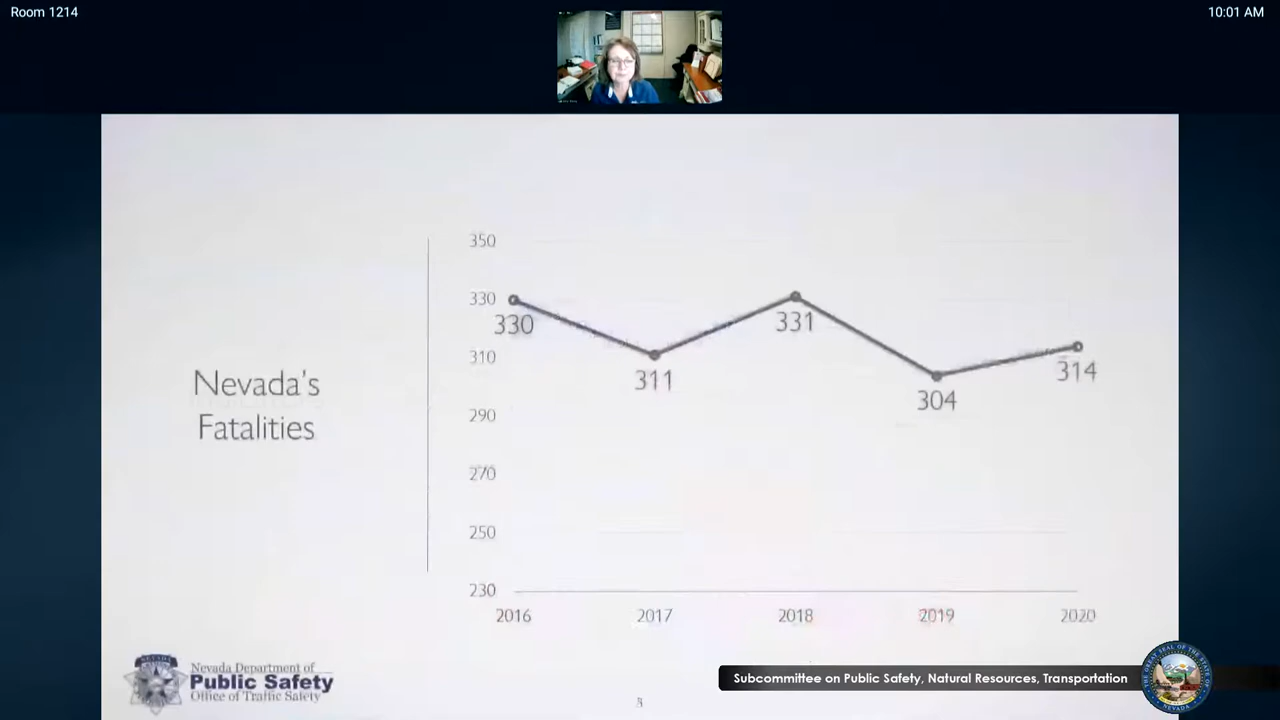 Room 1214
10:01 AM
Nevada's
Fatalities
350
330
310
290
270
250
230
330
311
331
304
314
2016
2017
2018
2019
2020
Nevada Department of
Public Safety
Office of Traffic Safety
3
Subcommittee on Public Safety, Natural Resources, Transportation